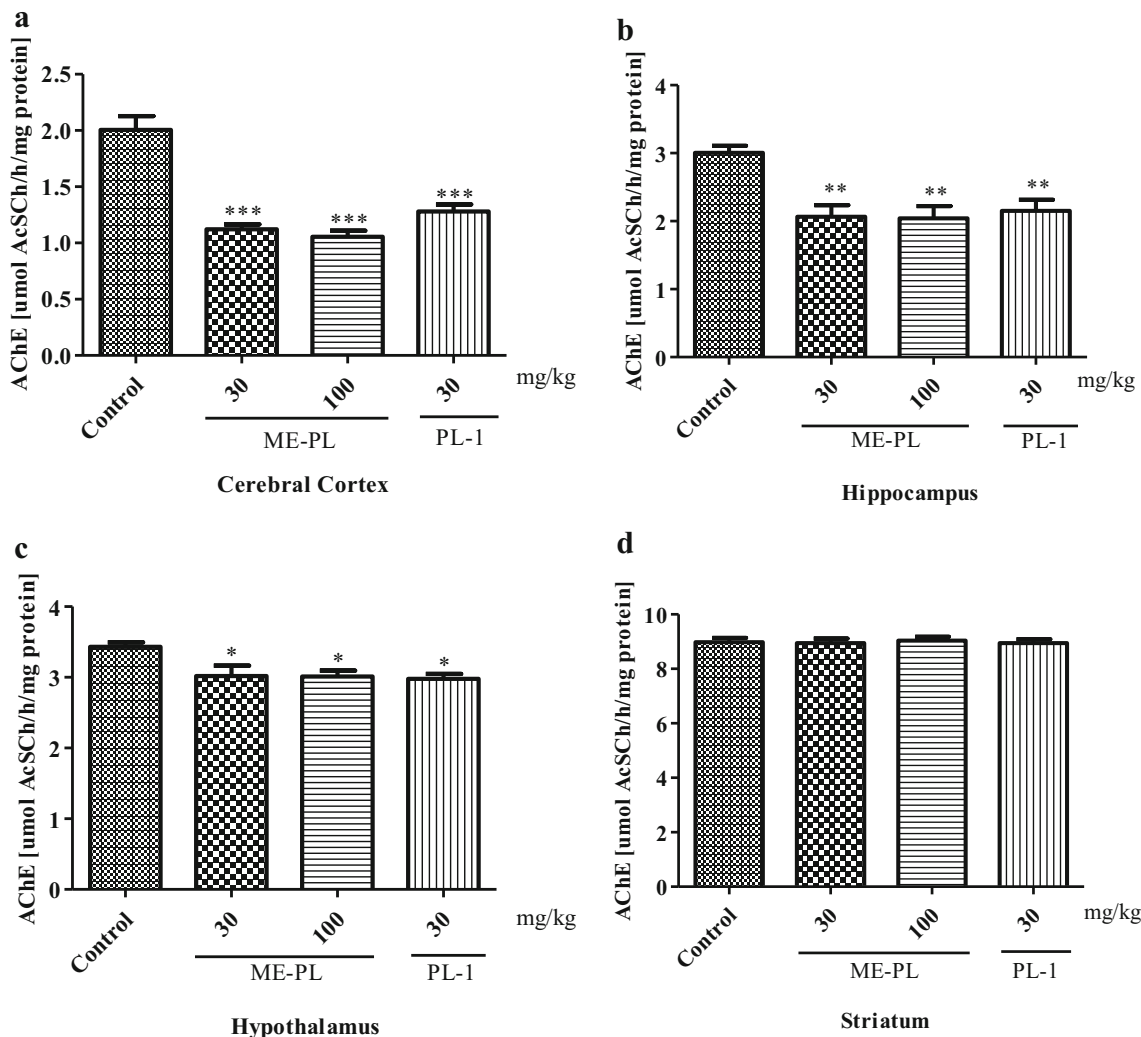 a
AChE [umol AcSSCh/h/mg protein]
2.5
2.0
1.5
1.0
0.5
0.0
***
***
***
Control
30
100
30
mg/kg
ME-PL
PL-1
Cerebral Cortex
b
AChE [umol AcSSCh/h/mg protein]
4
3
2
1
0
**
**
**
Control
30
100
30
mg/kg
ME-PL
PL-1
Hippocampus
c
AChE [umol AcSSCh/h/mg protein]
4
3
2
1
0
*
*
*
Control
30
100
30
mg/kg
ME-PL
PL-1
Hypothalamus
d
AChE [umol AcSSCh/h/mg protein]
10
8
6
4
2
0
Control
30
100
30
mg/kg
ME-PL
PL-1
Striatum